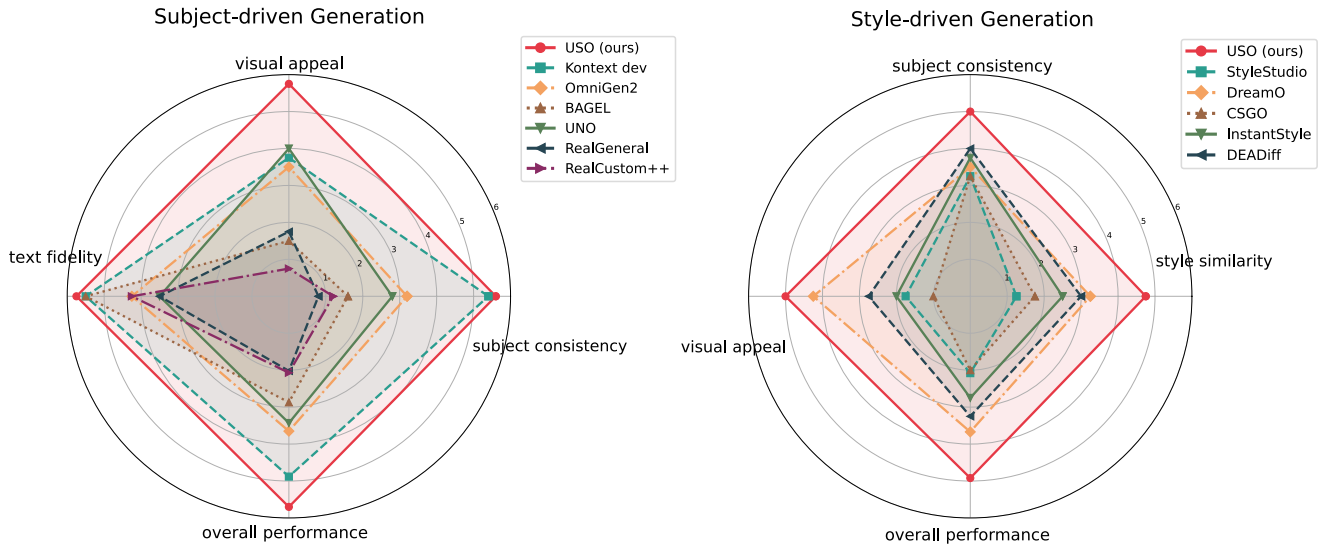 Subject-driven Generation
visual appeal
text fidelity
subject consistency
overall performance
1
2
3
4
5
6
USO (ours)
Kontext dev
OmniGen2
BAGEL
UNO
RealGeneral
RealCustom++
Style-driven Generation
subject consistency
style similarity
visual appeal
overall performance
1
2
3
4
5
6
USO (ours)
StyleStudio
DreamO
CSGO
InstantStyle
DEADiff